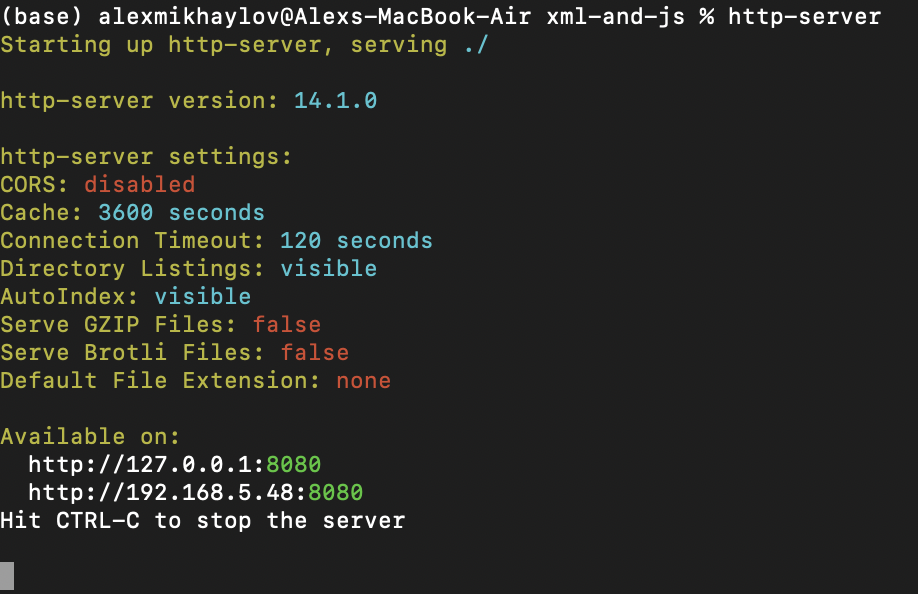 (base) alexmikhaylov@Alexs-MacBook-Air xml-and-js % http-server
Starting up http-server, serving ./
http-server version: 14.1.0
http-server settings:
CORS: disabled
Cache: 3600 seconds
Connection Timeout: 120 seconds
Directory Listings: visible
AutoIndex: visible
Serve GZIP Files: false
Serve Brotli Files: false
Default File Extension: none
Available on:
http://127.0.0.1:8080
http://192.168.5.48:8080
Hit CTRL-C to stop the server